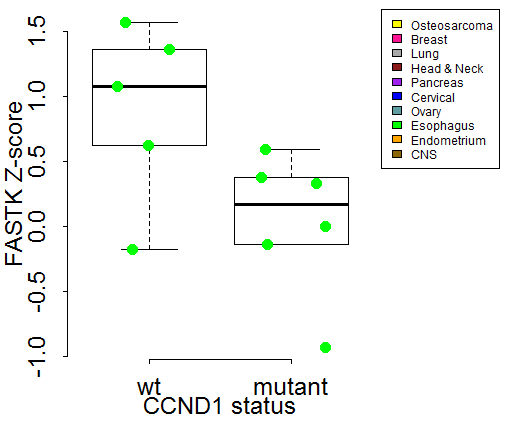 1.5
1.0
0.5
0.0
-0.5
-1.0
FASTK Z-score
wt mutant
CCND1 status
Osteosarcoma
Breast
Lung
Head & Neck
Pancreas
Cervical
Ovary
Esophagus
Endometrium
CNS